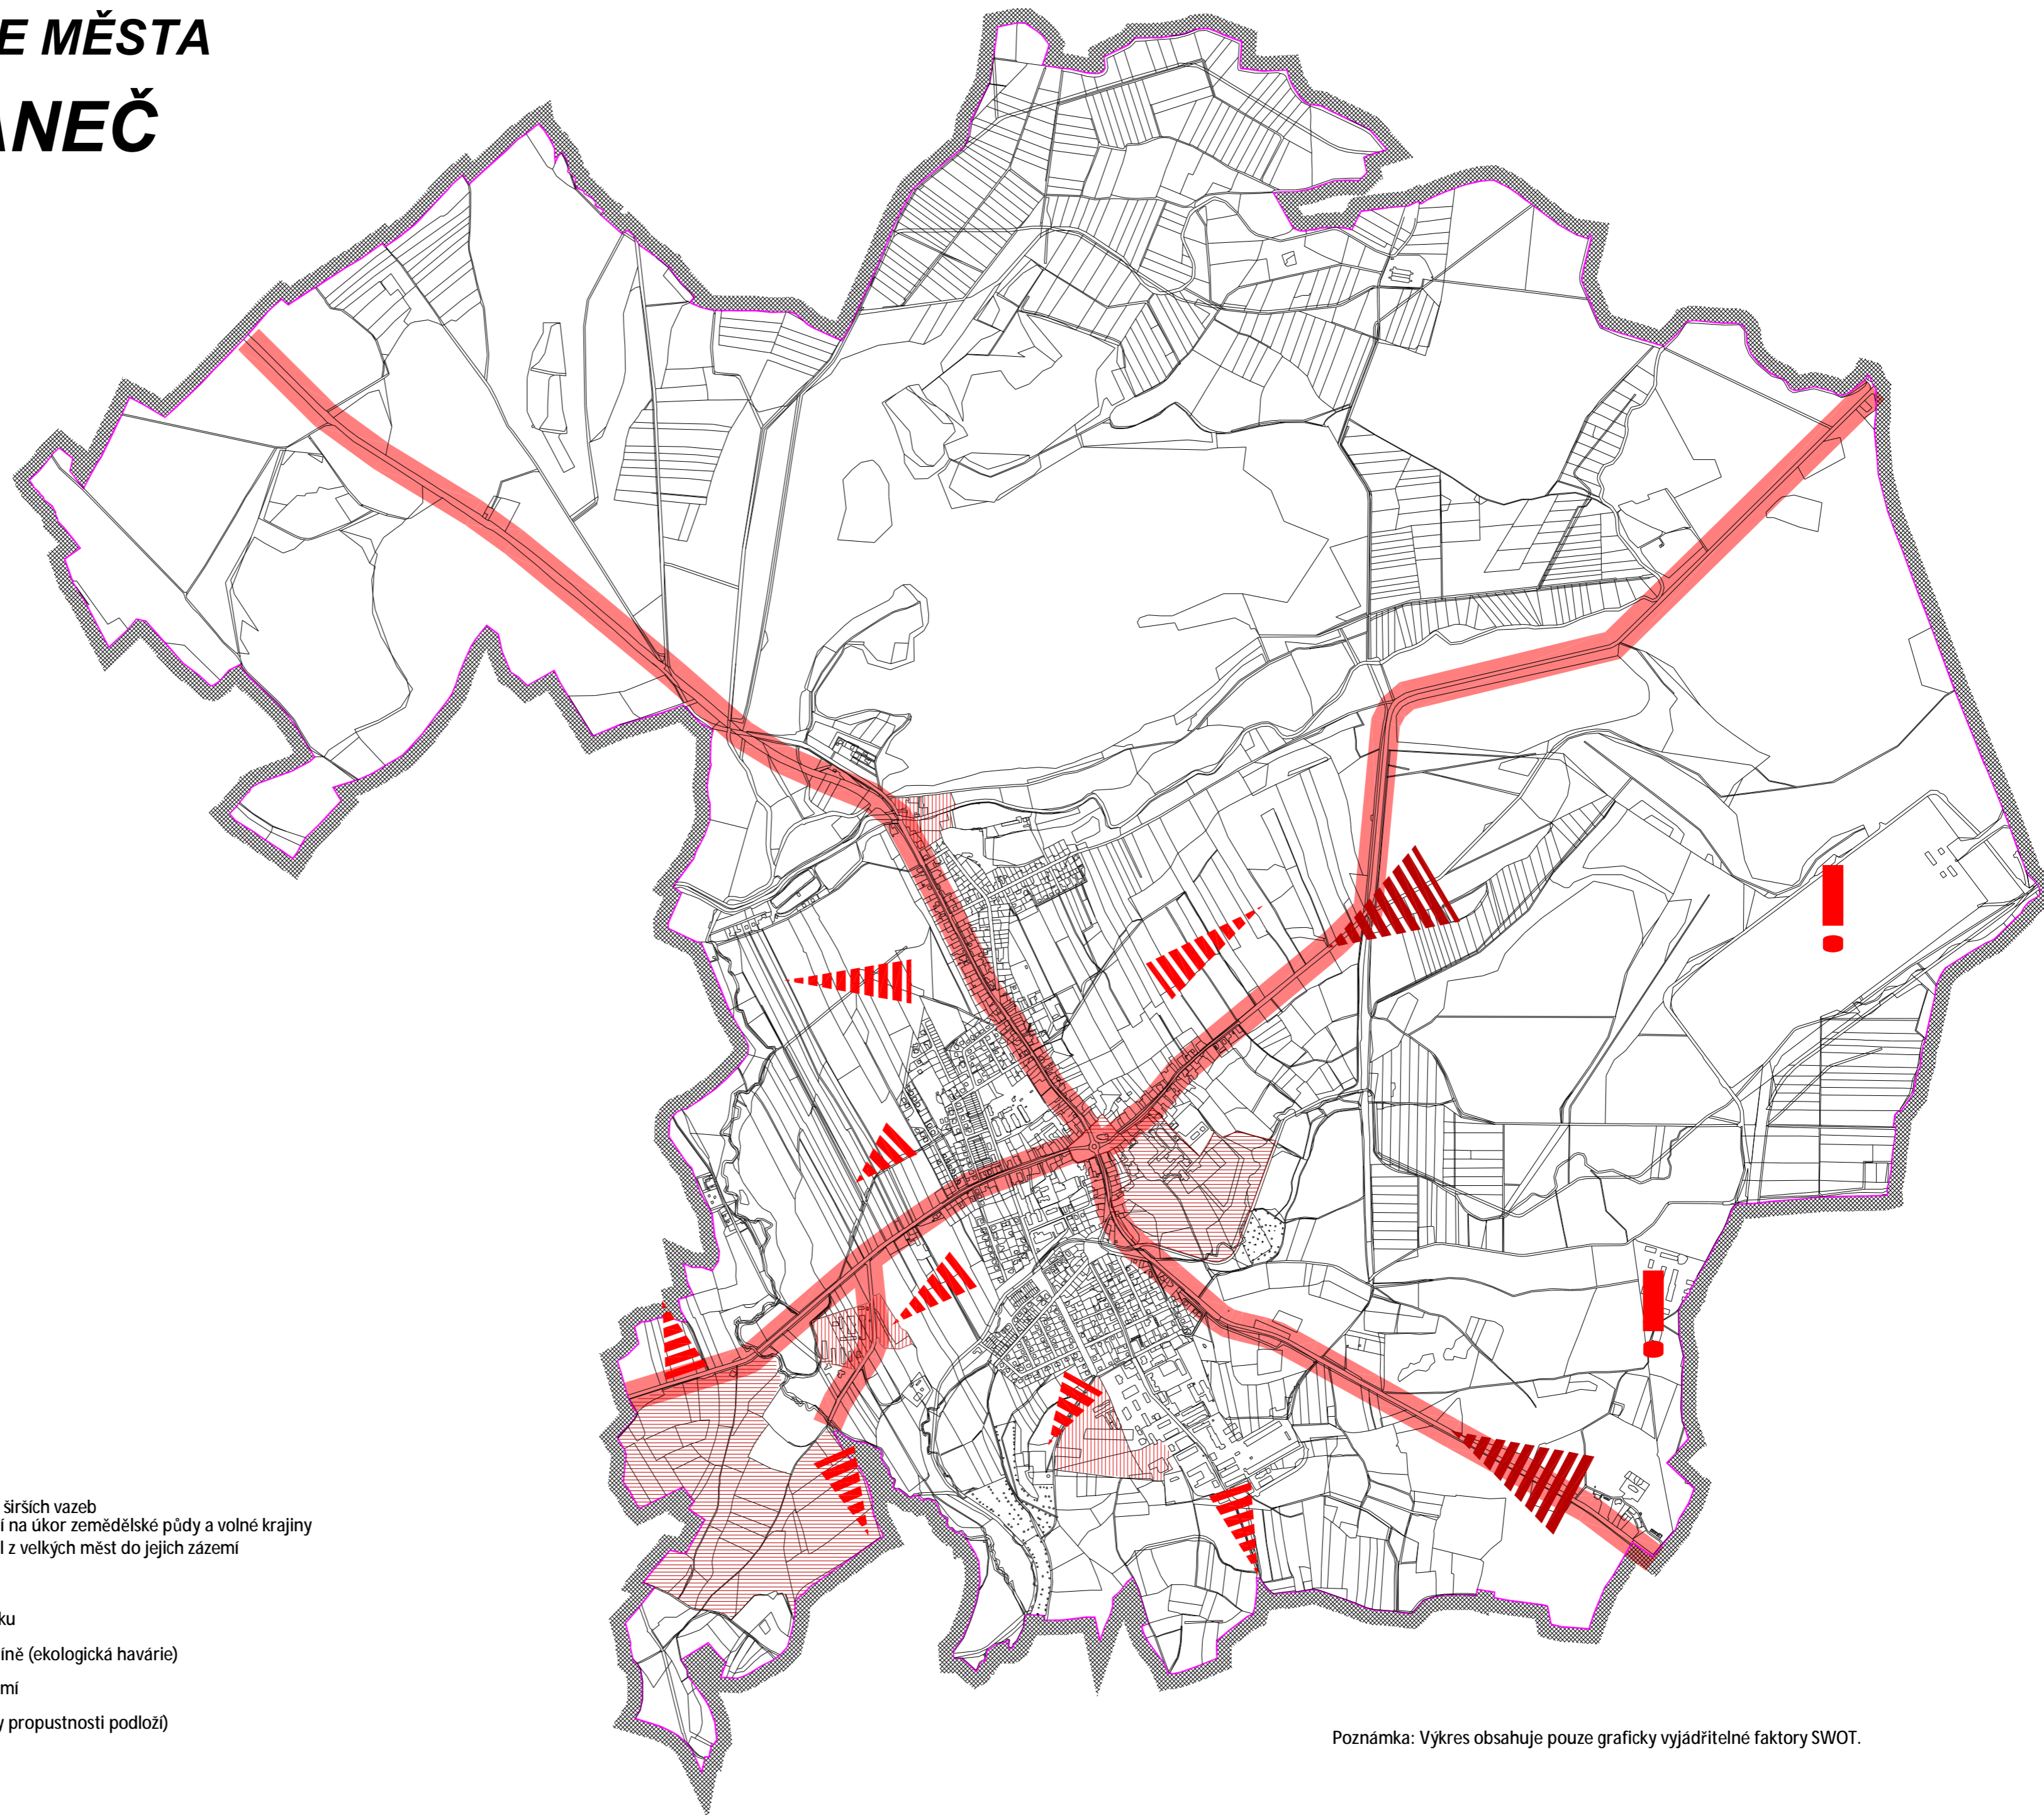 E MĚSTA
ANEČ
širších vazeb
í na úkor zemědělské půdy a volné krajiny
l z velkých měst do jejich zázemí
ku
íně (ekologická havárie)
mí
y propustnosti podloží)
Poznámka: Výkres obsahuje pouze graficky vyjádřitelné faktory SWOT.